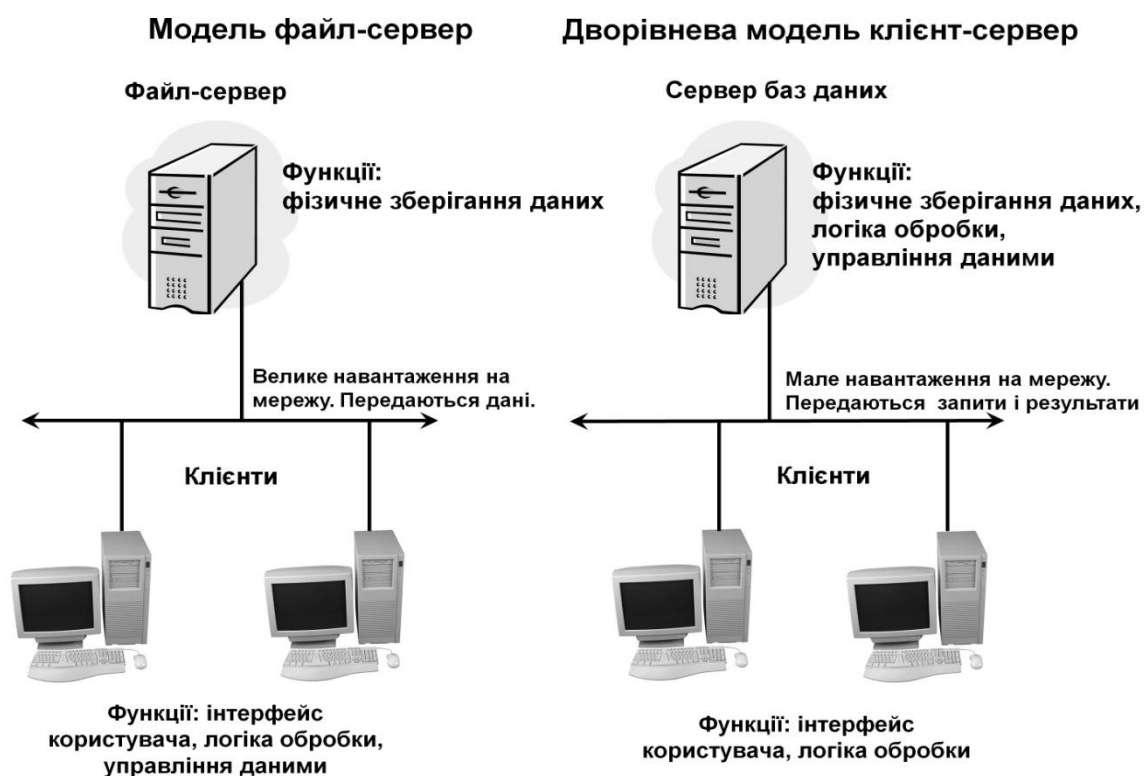 Модель файл-сервер
Файл-сервер
Функції:
фізичне зберігання даних
Велике навантаження на
мережу. Передаються дані.
Клієнти
Функції: інтерфейс
користувача, логіка обробки,
управління даними
Дворівнева модель клієнт-сервер
Сервер баз даних
Функції:
фізичне зберігання даних,
логіка обробки,
управління даними
Мале навантаження на мережу.
Передаються запити і результати
Клієнти
Функції: інтерфейс
користувача, логіка обробки